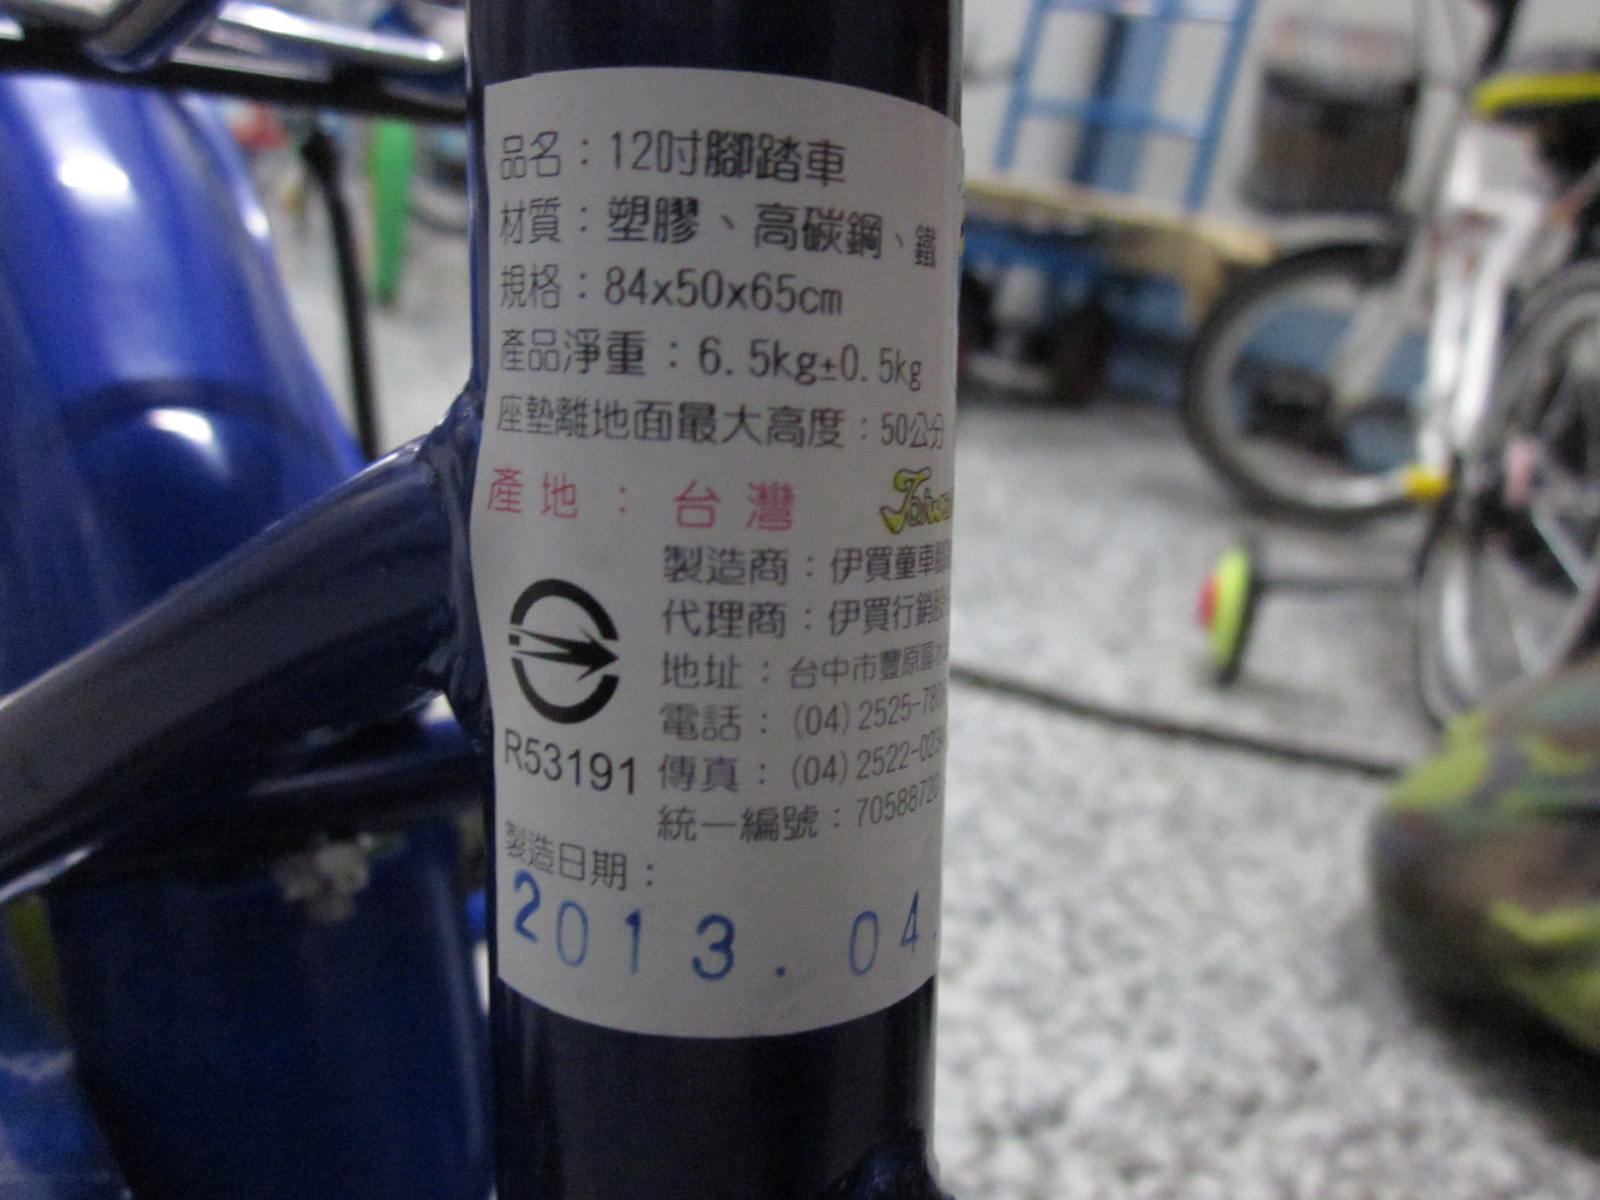 品名：12吋腳踏車
材質：塑膠、高碳鋼、鐵
規格：84x50x65cm
產品淨重：6.5kg±0.5kg
座墊離地面最大高度：50公分
產地：台灣
製造商：伊買童車
代理商：伊買行銷股
地址：台中市豐原區
電話：(04)2525-78
傳真：(04)2522-023
統一編號：7058872
R53191
製造日期：
2013.04.